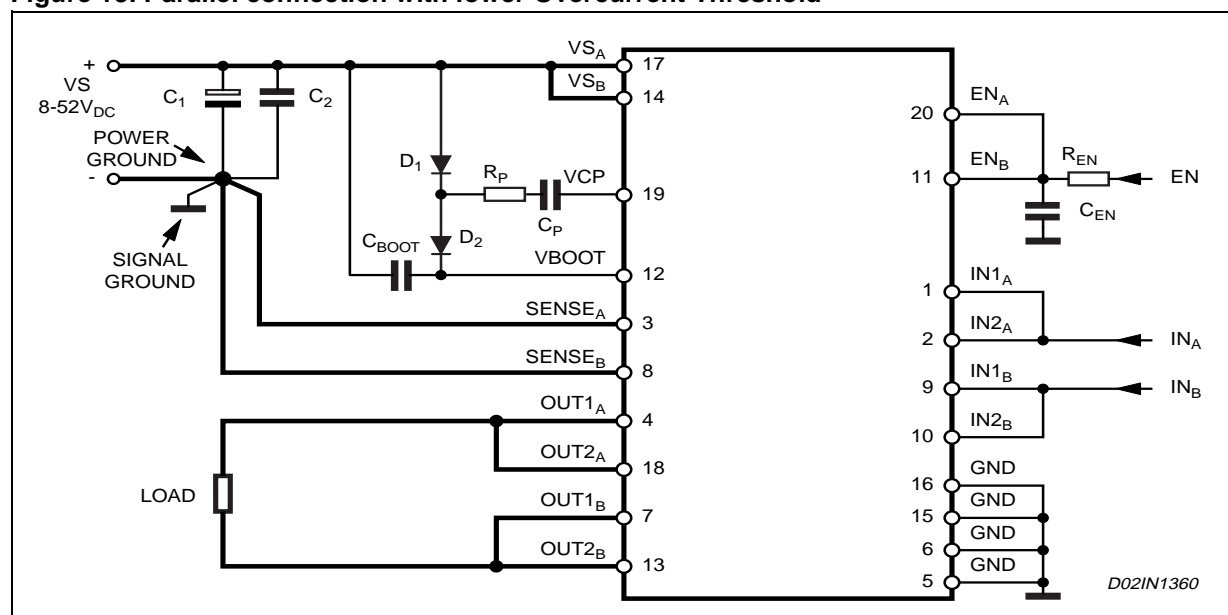 Figure 15. Parallel connection with lower Overcurrent Threshold
+
VS
8-52VDC
C1
C2
POWER
GROUND
-
SIGNAL
GROUND
D1
RP
CP
D2
CBOOT
VSA
17
VSB
14
VCP
19
VBOOT
12
SENSEA
3
SENSEB
8
OUT1A
4
OUT2A
18
OUT1B
7
OUT2B
13
LOAD
20
ENA
11
ENB
REN
EN
CEN
1
IN1A
2
IN2A
INA
9
IN1B
INB
10
IN2B
16
GND
15
GND
6
GND
5
GND
D02IN1360